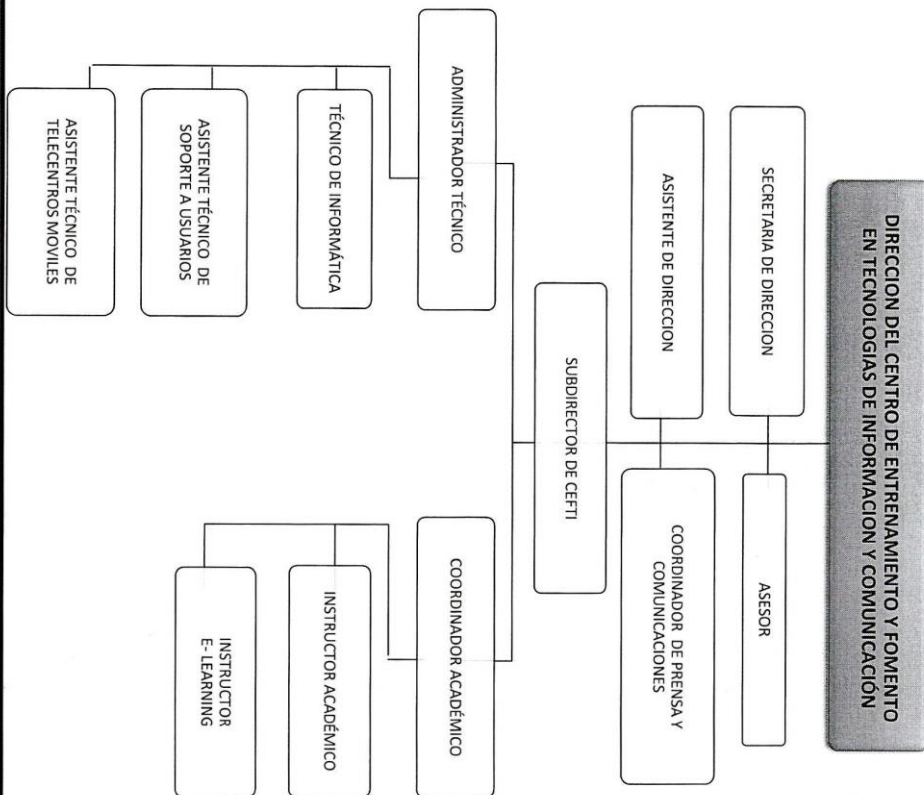 DIRECCION DEL CENTRO DE ENTRENAMIENTO Y FOMENTO
EN TECNOLOGIAS DE INFORMACION Y COMUNICACIÓN
SECRETARIA DE DIRECCION
ASESOR
ASISTENTE DE DIRECCION
COORDINADOR DE PRENSA Y
COMUNICACIONES
SUBDIRECTOR DE CEFTI
ADMINISTRADOR TÉCNICO
COORDINADOR ACADÉMICO
TÉCNICO DE INFORMÁTICA
ASISTENTE TÉCNICO DE
SOPORTE A USUARIOS
ASISTENTE TÉCNICO DE
TELECENTROS MOVILES
INSTRUCTOR ACADÉMICO
INSTRUCTOR
E- LEARNING